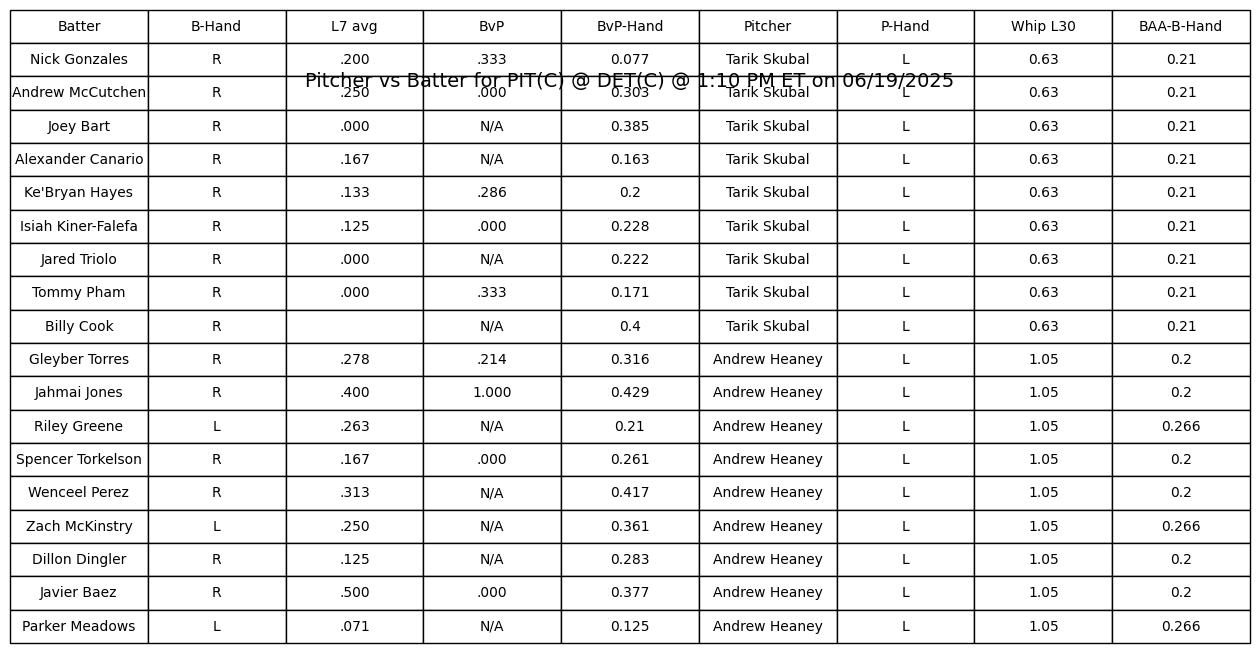 Batter B-Hand L7 avg BvP BvP-Hand Pitcher P-Hand Whip L30 BAA-B-Hand
Nick Gonzales R .200 .333 0.077 Tarik Skubal L 0.63 0.21
Pitcher vs Batter for PIT(C) @ DET(C) @ 1:10 PM ET on 06/19/2025
Andrew McCutchen R .250 .000 0.303 Tarik Skubal L 0.63 0.21
Joey Bart R .000 N/A 0.385 Tarik Skubal L 0.63 0.21
Alexander Canario R .167 N/A 0.163 Tarik Skubal L 0.63 0.21
Ke'Bryan Hayes R .133 .286 0.2 Tarik Skubal L 0.63 0.21
Isiah Kiner-Falefa R .125 .000 0.228 Tarik Skubal L 0.63 0.21
Jared Triolo R .000 N/A 0.222 Tarik Skubal L 0.63 0.21
Tommy Pham R .000 .333 0.171 Tarik Skubal L 0.63 0.21
Billy Cook R N/A 0.4 Tarik Skubal L 0.63 0.21
Gleyber Torres R .278 .214 0.316 Andrew Heaney L 1.05 0.2
Jahmai Jones R .400 1.000 0.429 Andrew Heaney L 1.05 0.2
Riley Greene L .263 N/A 0.21 Andrew Heaney L 1.05 0.266
Spencer Torkelson R .167 .000 0.261 Andrew Heaney L 1.05 0.2
Wenceel Perez R .313 N/A 0.417 Andrew Heaney L 1.05 0.2
Zach McKinstry L .250 N/A 0.361 Andrew Heaney L 1.05 0.266
Dillon Dingler R .125 N/A 0.283 Andrew Heaney L 1.05 0.2
Javier Baez R .500 .000 0.377 Andrew Heaney L 1.05 0.2
Parker Meadows L .071 N/A 0.125 Andrew Heaney L 1.05 0.266